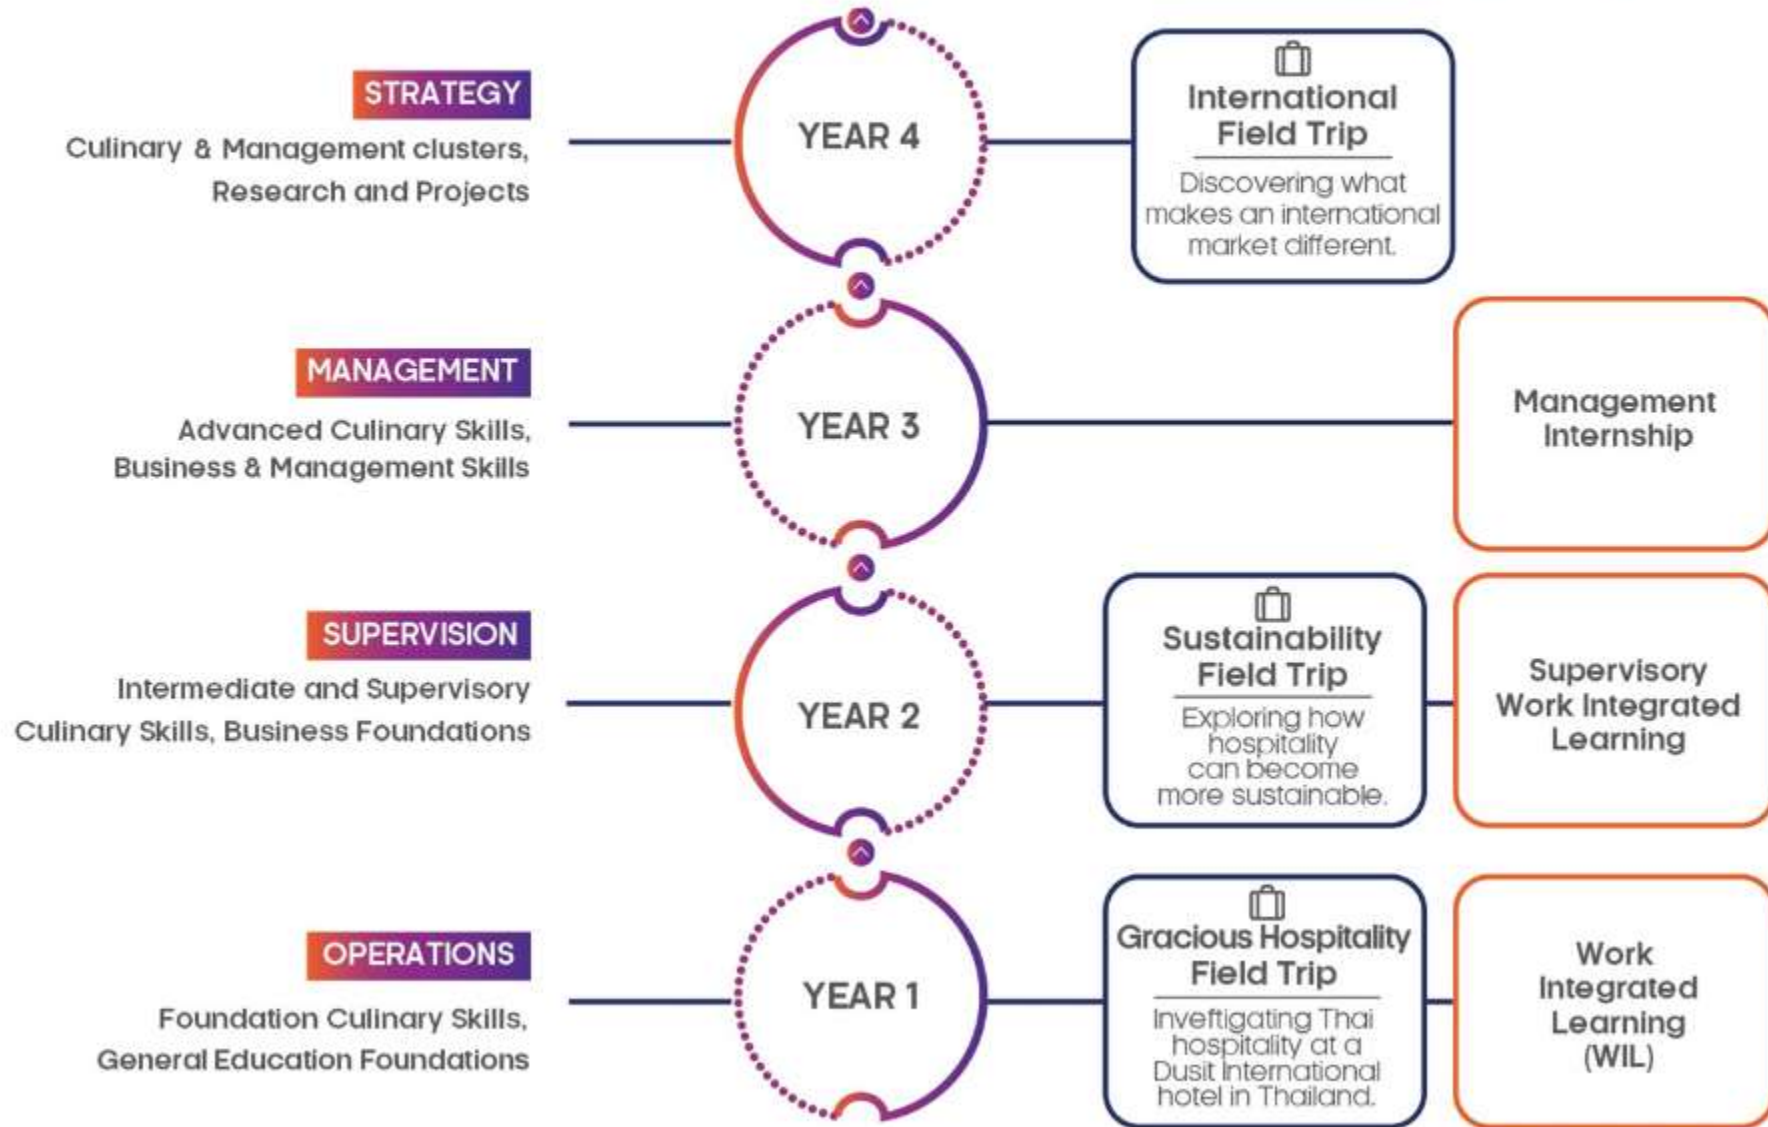 STRATEGY
Culinary & Management clusters,
Research and Projects
YEAR 4
International
Field Trip
Discovering what
makes an international
market different.
MANAGEMENT
Advanced Culinary Skills,
Business & Management Skills
YEAR 3
Management
Internship
SUPERVISION
Intermediate and Supervisory
Culinary Skills, Business Foundations
YEAR 2
Sustainability
Field Trip
Exploring how
hospitality
can become
more sustainable.
Supervisory
Work Integrated
Learning
OPERATIONS
Foundation Culinary Skills,
General Education Foundations
YEAR 1
Gracious Hospitality
Field Trip
Inveftigating Thai
hospitality at a
Dusit International
hotel in Thailand.
Work
Integrated
Learning
(WIL)